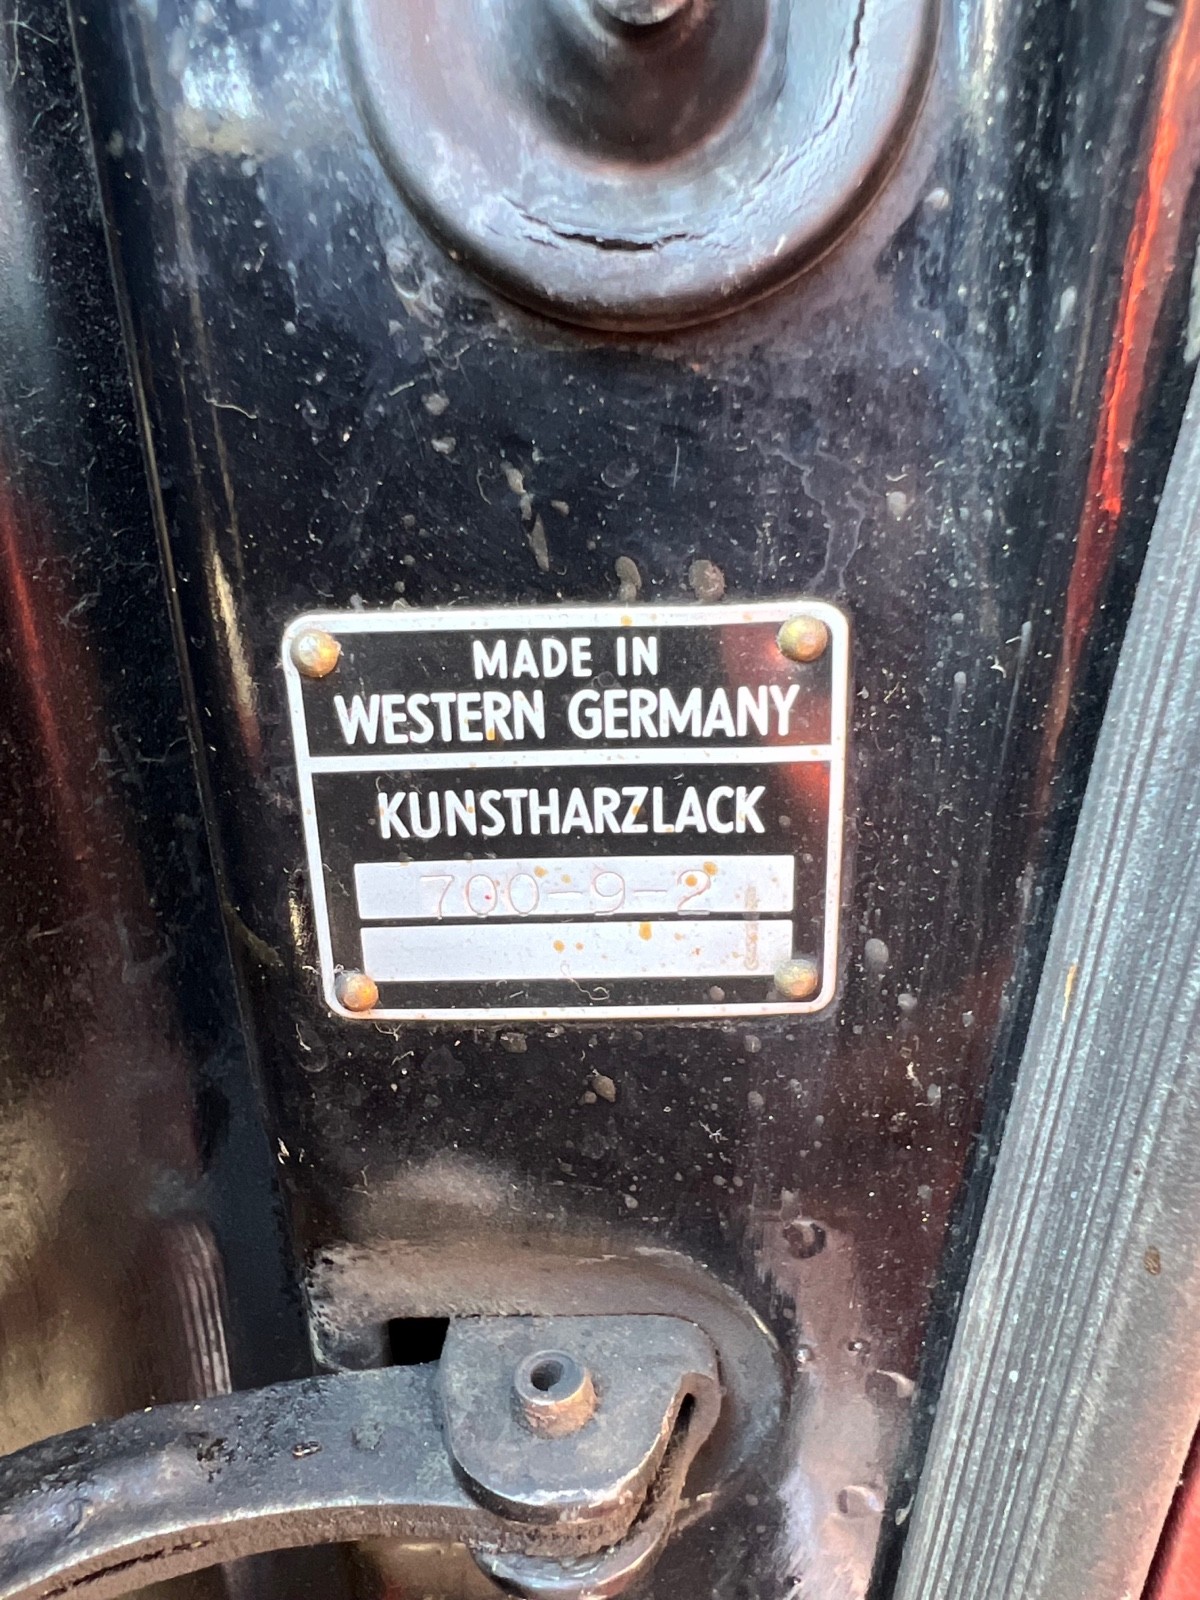 MADE IN
WESTERN GERMANY
KUNSTHARZLACK
700-9-2